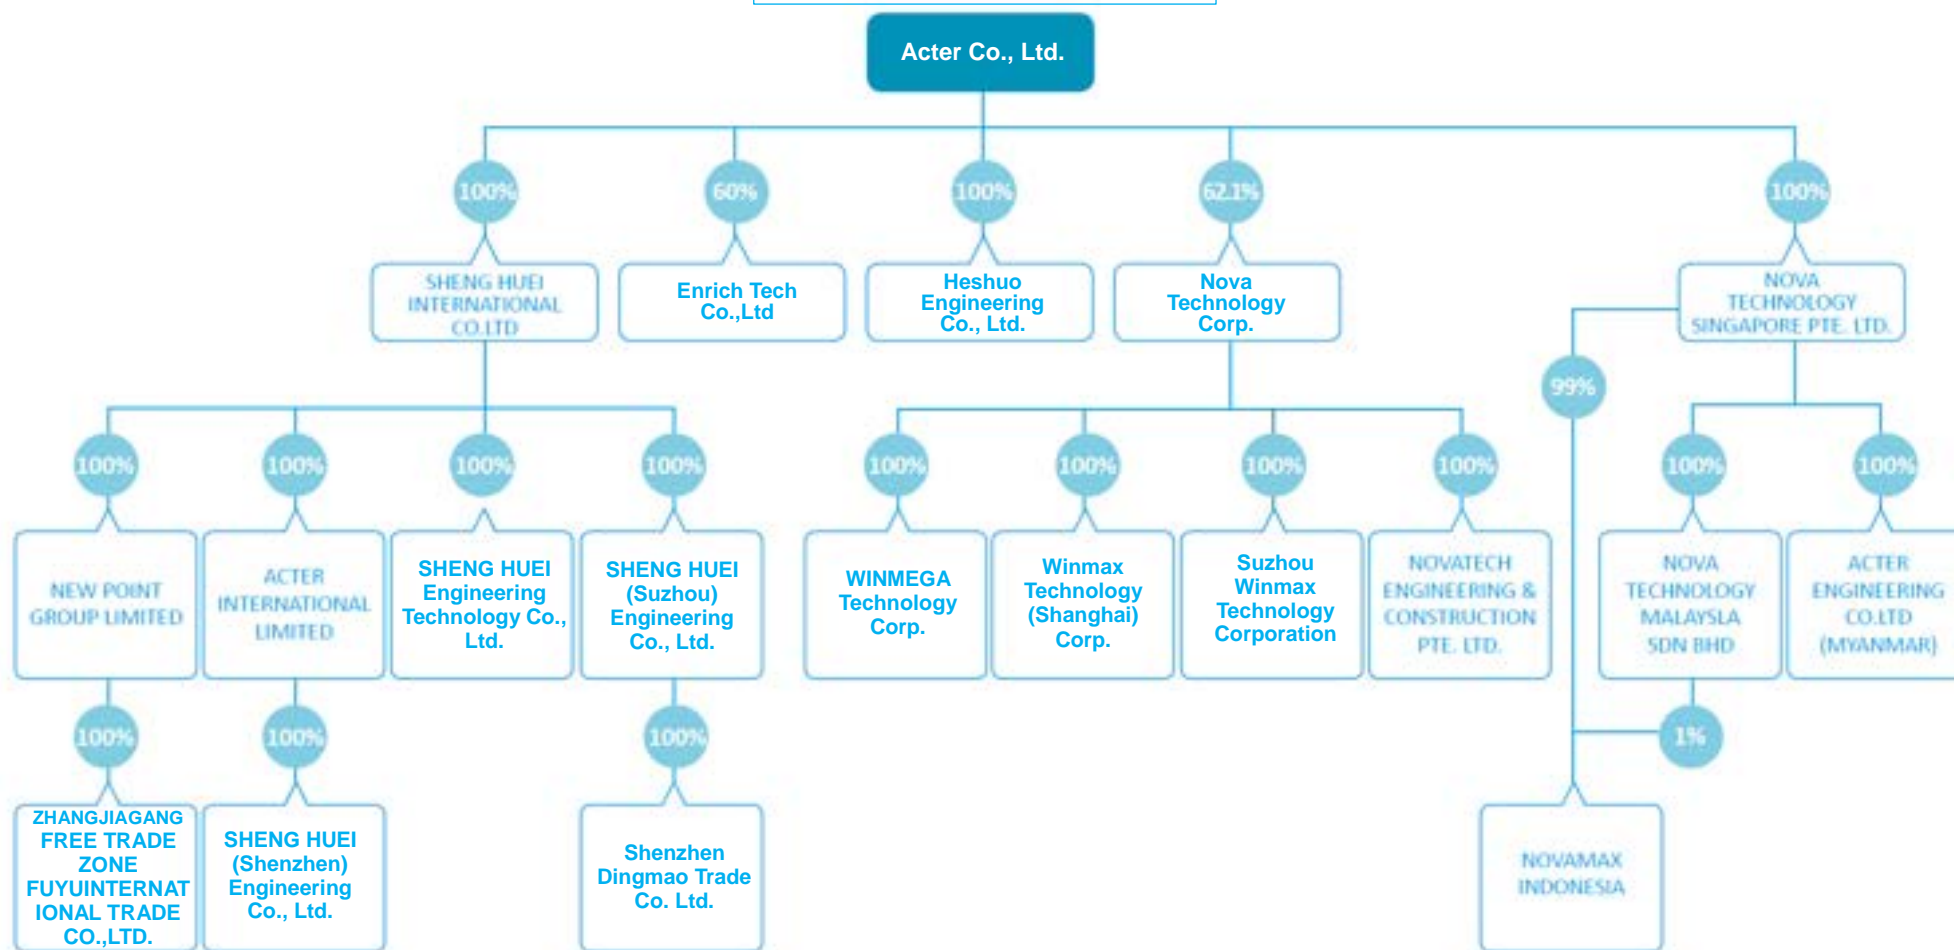 Acter Co., Ltd.
100%
60%
100%
62.1%
100%
SHENG HUEI
INTERNATIONAL
CO.LTD
Enrich Tech
Co.,Ltd
Heshuo
Engineering
Co., Ltd.
Nova
Technology
Corp.
NOVA
TECHNOLOGY
SINGAPORE PTE. LTD.
99%
100%
100%
100%
100%
100%
100%
100%
100%
100%
100%
NEW POINT
GROUP LIMITED
ACTER
INTERNATIONAL
LIMITED
SHENG HUEI
Engineering
Technology Co.,
Ltd.
SHENG HUEI
(Suzhou)
Engineering
Co., Ltd.
WINMEGA
Technology
Corp.
Winmax
Technology
(Shanghai)
Corp.
Suzhou
Winmax
Technology
Corporation
NOVATECH
ENGINEERING &
CONSTRUCTION
PTE. LTD.
NOVA
TECHNOLOGY
MALAYSLA
SDN BHD
ACTER
ENGINEERING
CO.LTD
(MYANMAR)
100%
100%
100%
1%
ZHANGJIAGANG
FREE TRADE
ZONE
FUYUINTERNAT
IONAL TRADE
CO.,LTD.
SHENG HUEI
(Shenzhen)
Engineering
Co., Ltd.
Shenzhen
Dingmao Trade
Co. Ltd.
NOVAMAX
INDONESIA